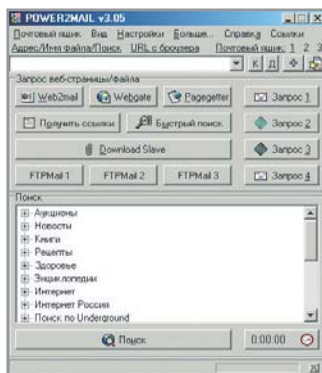 POWER2MAIL v3.05
Почтовый ящик Вид Настройки Больше... Справка Ссылки
Адрес/Имя файла/Поиск URL с броузера Почтовый ящик: 1 2 3
К Д
Запрос веб-страницы/файла
Web2mail Webgate Pagegetter Запрос 1
Получить ссылки Быстрый поиск Запрос 2
Download Slave Запрос 3
FTPMail 1 FTPMail 2 FTPMail 3 Запрос 4
Поиск
Аукционы
Новости
Книги
Рецепты
Здоровье
Энциклопедии
Интернет
Интернет Россия
Поиск по Underground
Поиск 0:00:00